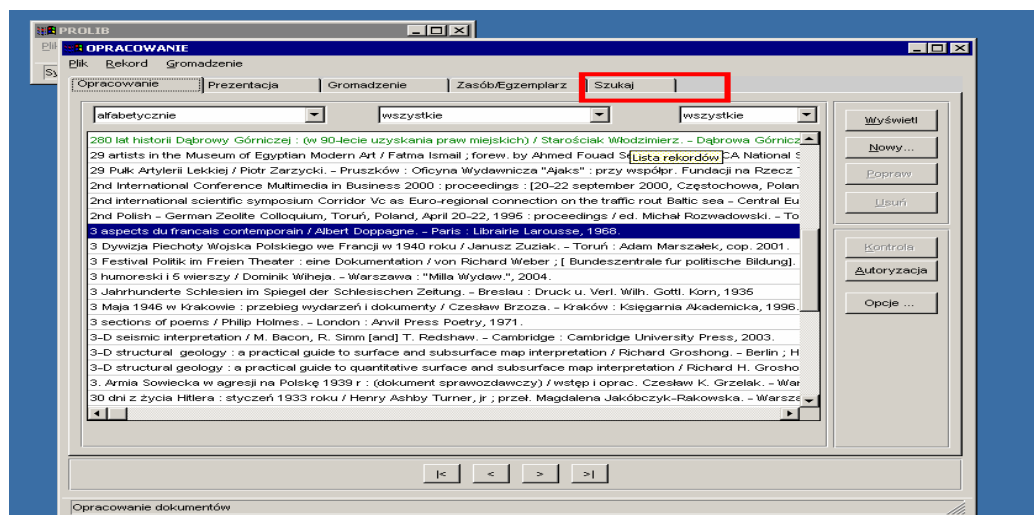 PROLIB
Plik
OPRACOWANIE
Plik Rekord Gromadzenie
Sy
Opracowanie Prezentacja Gromadzenie Zasób/Egzemplarz Szukaj
alfabetycznie wszystkie wszystkie
Wyświetl
Nowy...
Popraw
Usuń
Kontrola
Autoryzacja
Opcje ...
280 lat historii Dąbrowy Górniczej : (w 90-lecie uzyskania praw miejskich) / Starościak Włodzimierz. – Dąbrowa Górnicz
29 artists in the Museum of Egyptian Modern Art / Fatma Ismail ; forew. by Ahmed Fouad S CA National S
Lista rekordów
29 Pułk Artylerii Lekkiej / Piotr Zarzycki. – Pruszków : Oficyna Wydawnicza "Ajaks" : przy współpr. Fundacji na Rzecz
2nd International Conference Multimedia in Business 2000 : proceedings : [20-22 september 2000, Częstochowa, Polan
2nd international scientific symposium Corridor Vc as Euro-regional connection on the traffic rout Baltic sea – Central Eu
2nd Polish – German Zeolite Colloquium, Toruń, Poland, April 20-22, 1995 : proceedings / ed. Michał Rozwadowski. – To
3 aspects du francais contemporain / Albert Doppagne. – Paris : Librairie Larousse, 1968.
3 Dywizja Piechoty Wojska Polskiego we Francji w 1940 roku / Janusz Zuziak. – Toruń : Adam Marszałek, cop. 2001.
3 Festival Politik im Freien Theater : eine Dokumentation / von Richard Weber ; [ Bundeszentrale fur politische Bildung].
3 humoreski i 5 wierszy / Dominik Wiheja. – Warszawa : "Milla Wydaw.", 2004.
3 Jahrhunderte Schlesien im Spiegel der Schlesischen Zeitung. – Breslau : Druck u. Verl. Wilh. Gottl. Korn, 1935
3 Maja 1946 w Krakowie : przebieg wydarzeń i dokumenty / Czesław Brzoza. – Kraków : Księgarnia Akademicka, 1996.
3 sections of poems / Philip Holmes. – London : Anvil Press Poetry, 1971.
3-D seismic interpretation / M. Bacon, R. Simm [and] T. Redshaw. – Cambridge : Cambridge University Press, 2003.
3-D structural geology : a practical guide to surface and subsurface map interpretation / Richard Groshong. – Berlin ; H
3-D structural geology : a practical guide to quantitative surface and subsurface map interpretation / Richard H. Grosho
3. Armia Sowiecka w agresji na Polskę 1939 r : (dokument sprawozdawczy) / wstęp i oprac. Czesław K. Grzelak. – War
30 dni z życia Hitlera : styczeń 1933 roku / Henry Ashby Turner, jr ; przeł. Magdalena Jakóbczyk-Rakowska. – Warsza
|< < > >|
Opracowanie dokumentów